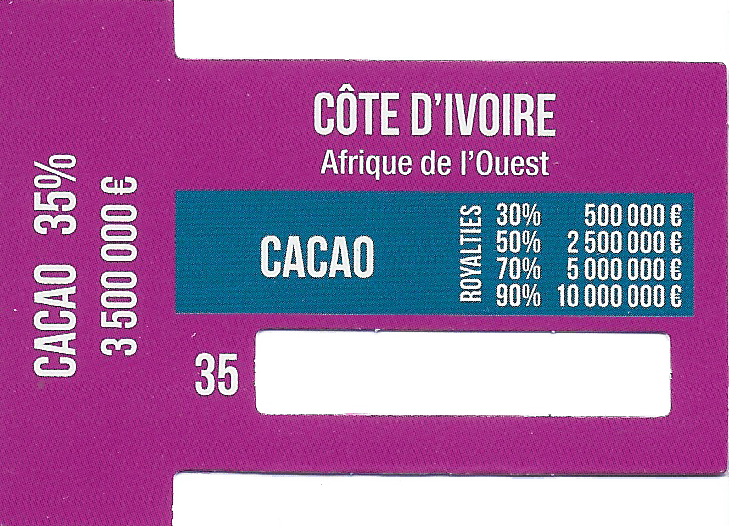 CACAO 35%
3 500 000 €
CÔTE D'IVOIRE
Afrique de l'Ouest
CACAO
ROYALTIES
30% 500 000 €
50% 2 500 000 €
70% 5 000 000 €
90% 10 000 000 €
35